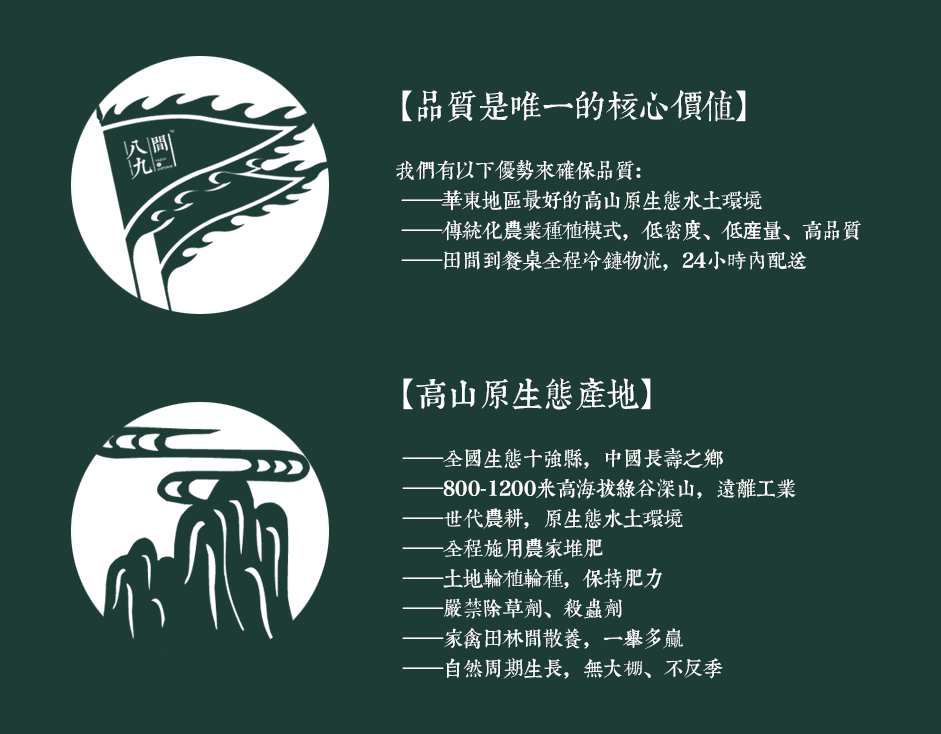 八九間
【品質是唯一的核心價值】
我們有以下優勢來確保品質:
——華東地區最好的高山原生態水土環境
——傳統化農業種植模式，低密度、低産量、高品質
——田間到餐桌全程冷鏈物流，24小時內配送
【高山原生態產地】
——全國生態十強縣，中國長壽之鄉
——800-1200米高海拔綠谷深山，遠離工業
——世代農耕，原生態水土環境
——全程施用農家堆肥
——土地輪植輪種，保持肥力
——嚴禁除草劑、殺蟲劑
——家禽田林間散養，一舉多贏
——自然周期生長，無大棚、不反季